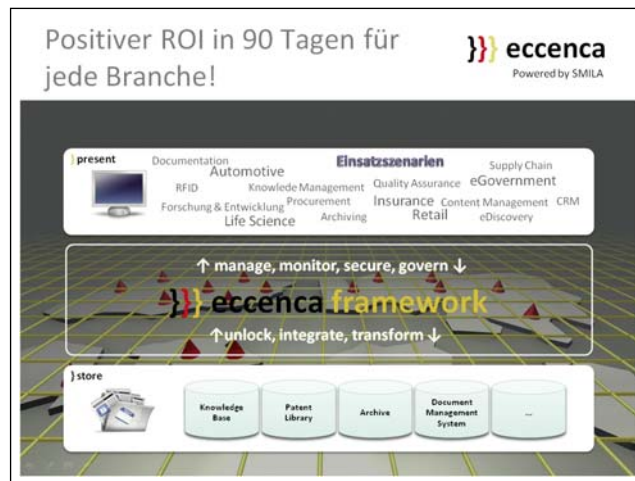 Positiver ROI in 90 Tagen für
jede Branche!
}}} eccenca
Powered by SMILA
} present
Documentation
Einsatzszenarien
Supply Chain
Automotive
RFID
Knowlede Management
Quality Assurance
eGovernment
Forschung & Entwicklung
Procurement
Insurance
Content Management
CRM
Life Science
Archiving
Retail
eDiscovery
↑ manage, monitor, secure, govern ↓
}}} eccenca framework
↑unlock, integrate, transform ↓
} store
Knowledge
Base
Patent
Library
Archive
Document
Management
System
...